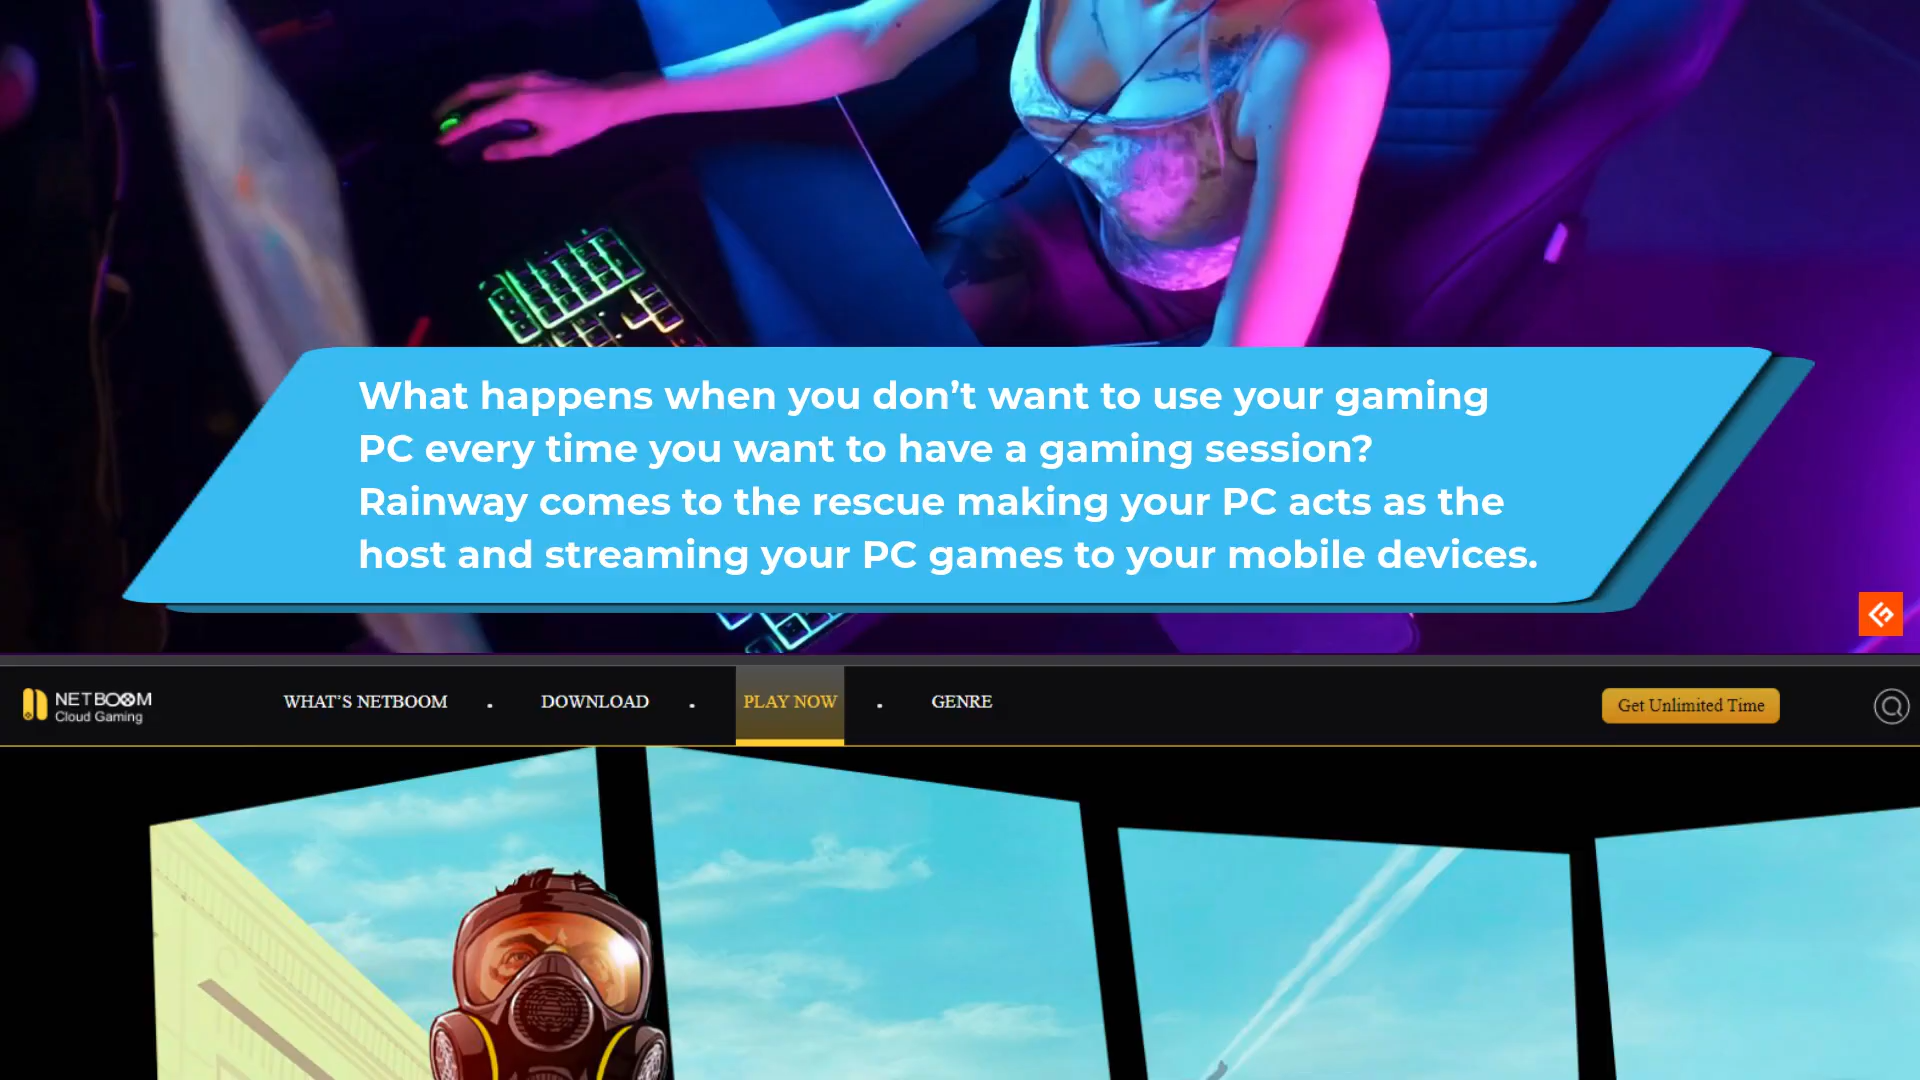 What happens when you don’t want to use your gaming
PC every time you want to have a gaming session?
Rainway comes to the rescue making your PC acts as the
host and streaming your PC games to your mobile devices.
NETBOOM
Cloud Gaming
WHAT’S NETBOOM
DOWNLOAD
PLAY NOW
GENRE
Get Unlimited Time